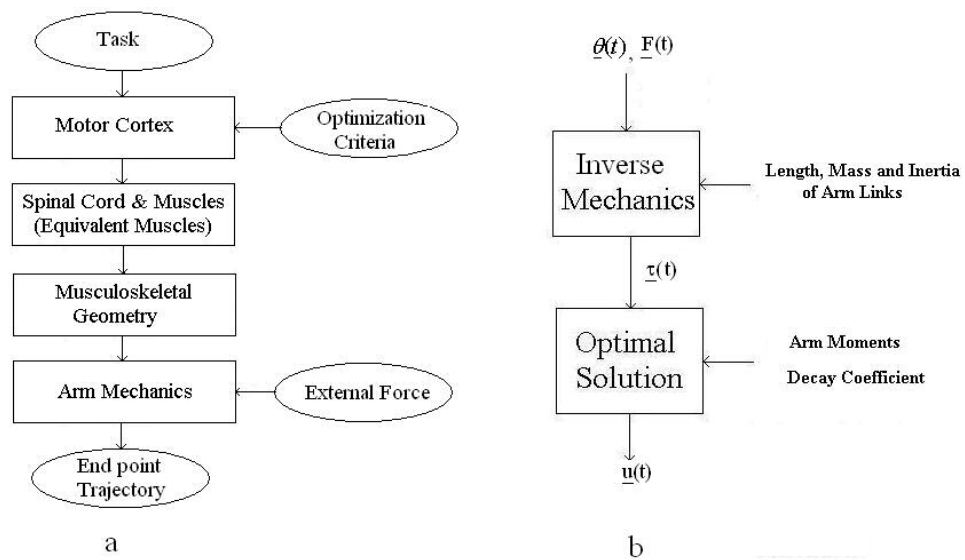 Task
Motor Cortex
Optimization
Criteria
Spinal Cord & Muscles
(Equivalent Muscles)
Musculoskeletal
Geometry
Arm Mechanics
External Force
End point
Trajectory
a
θ(t), F(t)
Inverse
Mechanics
Length, Mass and Inertia
of Arm Links
τ(t)
Optimal
Solution
Arm Moments
Decay Coefficient
u(t)
b